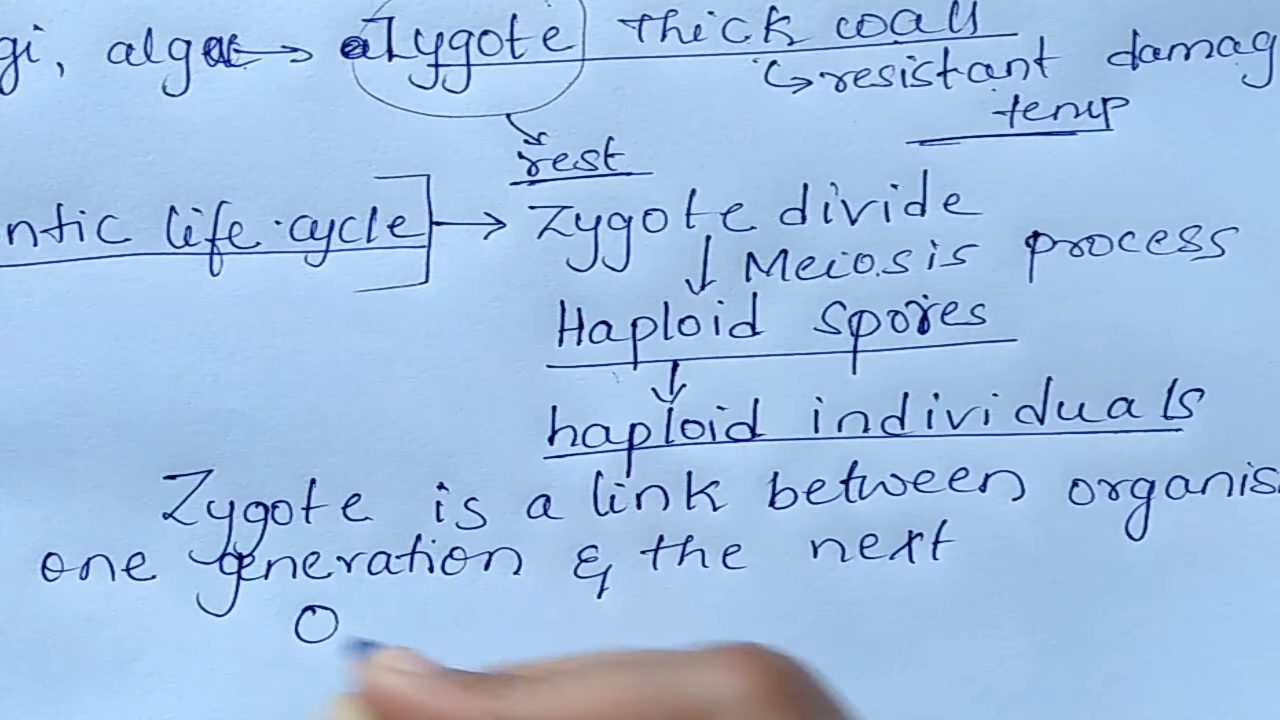 gi, algae → Zygote thick wall
↳ resistant damag
temp
rest
ntic life cycle → Zygote divide
↓ Meiosis process
Haploid spores
↓
haploid individuals
Zygote is a link between organis
one generation & the next
O